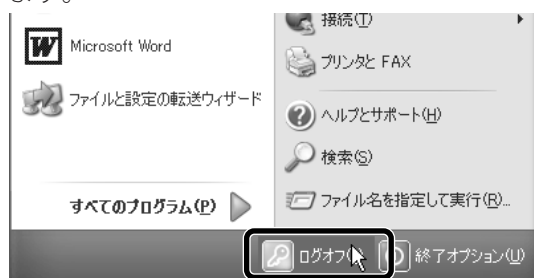 ます。
Microsoft Word
ファイルと設定の転送ウィザード
すべてのプログラム(P)
接続(T)
プリンタと FAX
ヘルプとサポート(H)
検索(S)
ファイル名を指定して実行(R)...
ログオフ
終了オプション(U)